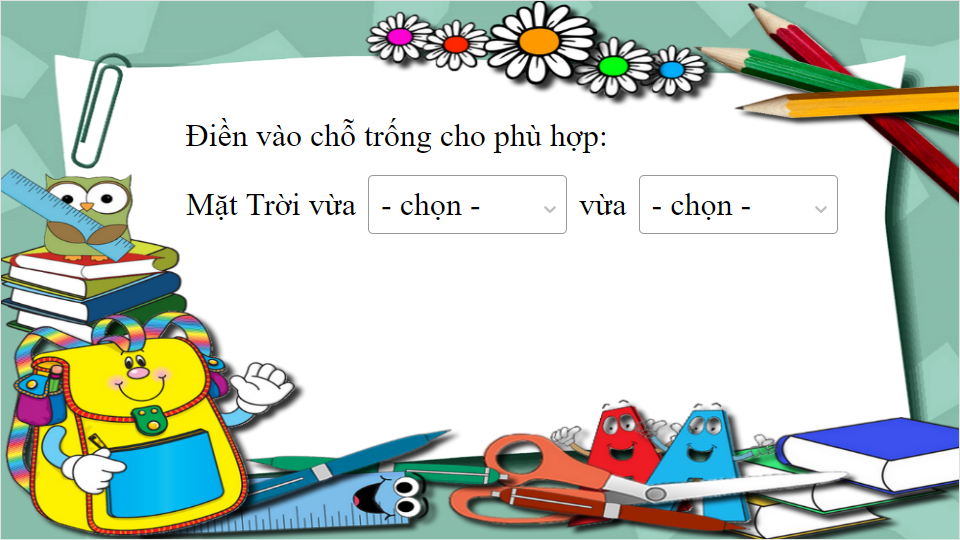 Điền vào chỗ trống cho phù hợp:
Mặt Trời vừa - chọn - vừa - chọn -